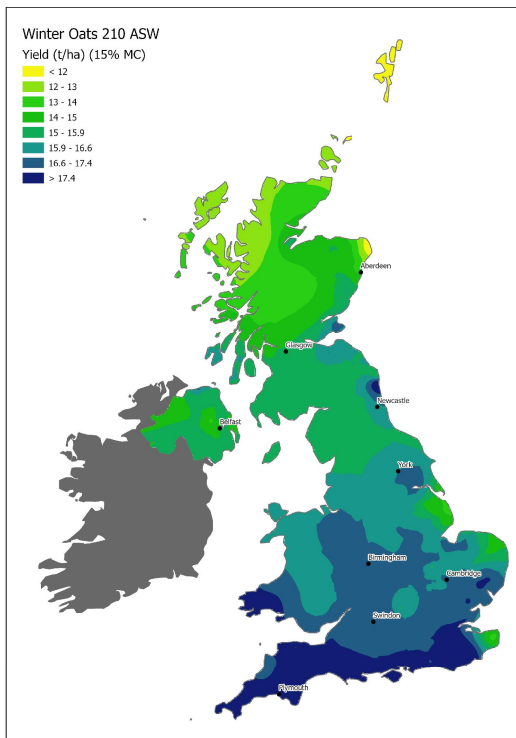 Winter Oats 210 ASW
Yield (t/ha) (15% MC)
< 12
12 - 13
13 - 14
14 - 15
15 - 15.9
15.9 - 16.6
16.6 - 17.4
> 17.4
Aberdeen
Glasgow
Newcastle
Belfast
York
Birmingham
Cambridge
Swindon
Plymouth